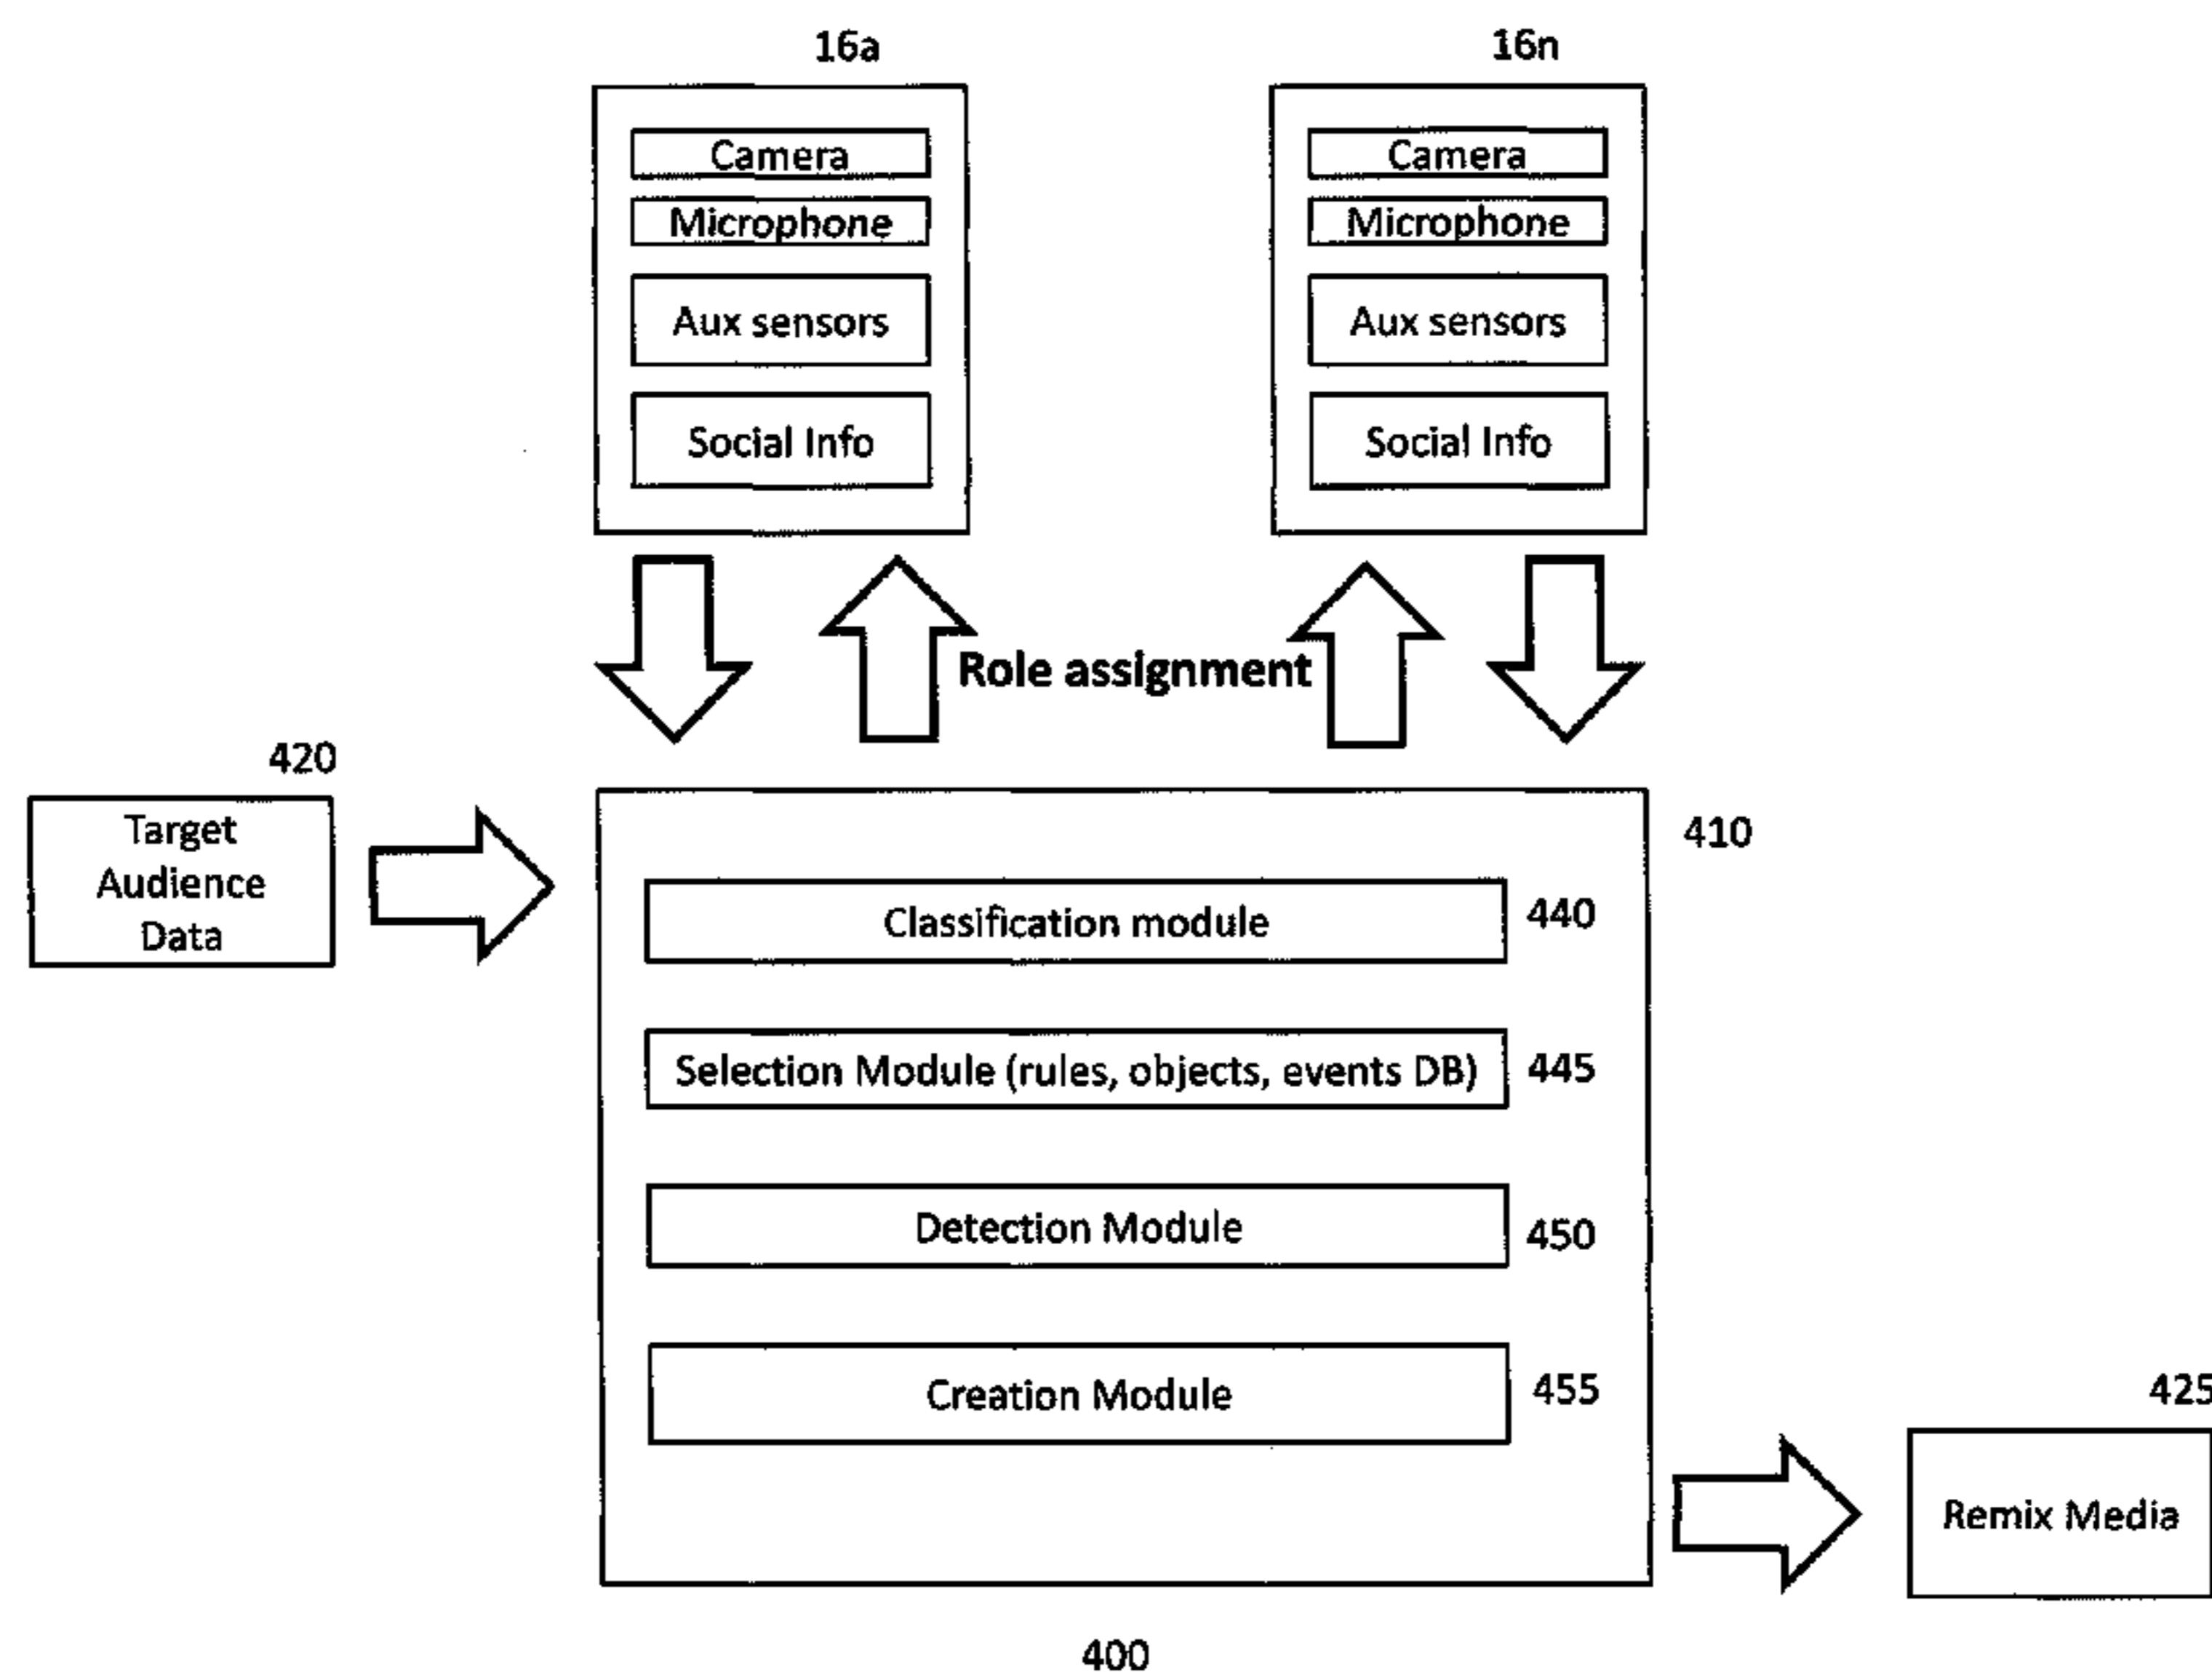 16a
16n
Camera
Microphone
Aux sensors
Social Info
Camera
Microphone
Aux sensors
Social Info
Role assignment
420
Target
Audience
Data
410
Classification module
440
Selection Module (rules, objects, events DB)
445
Detection Module
450
Creation Module
455
425
Remix Media
400